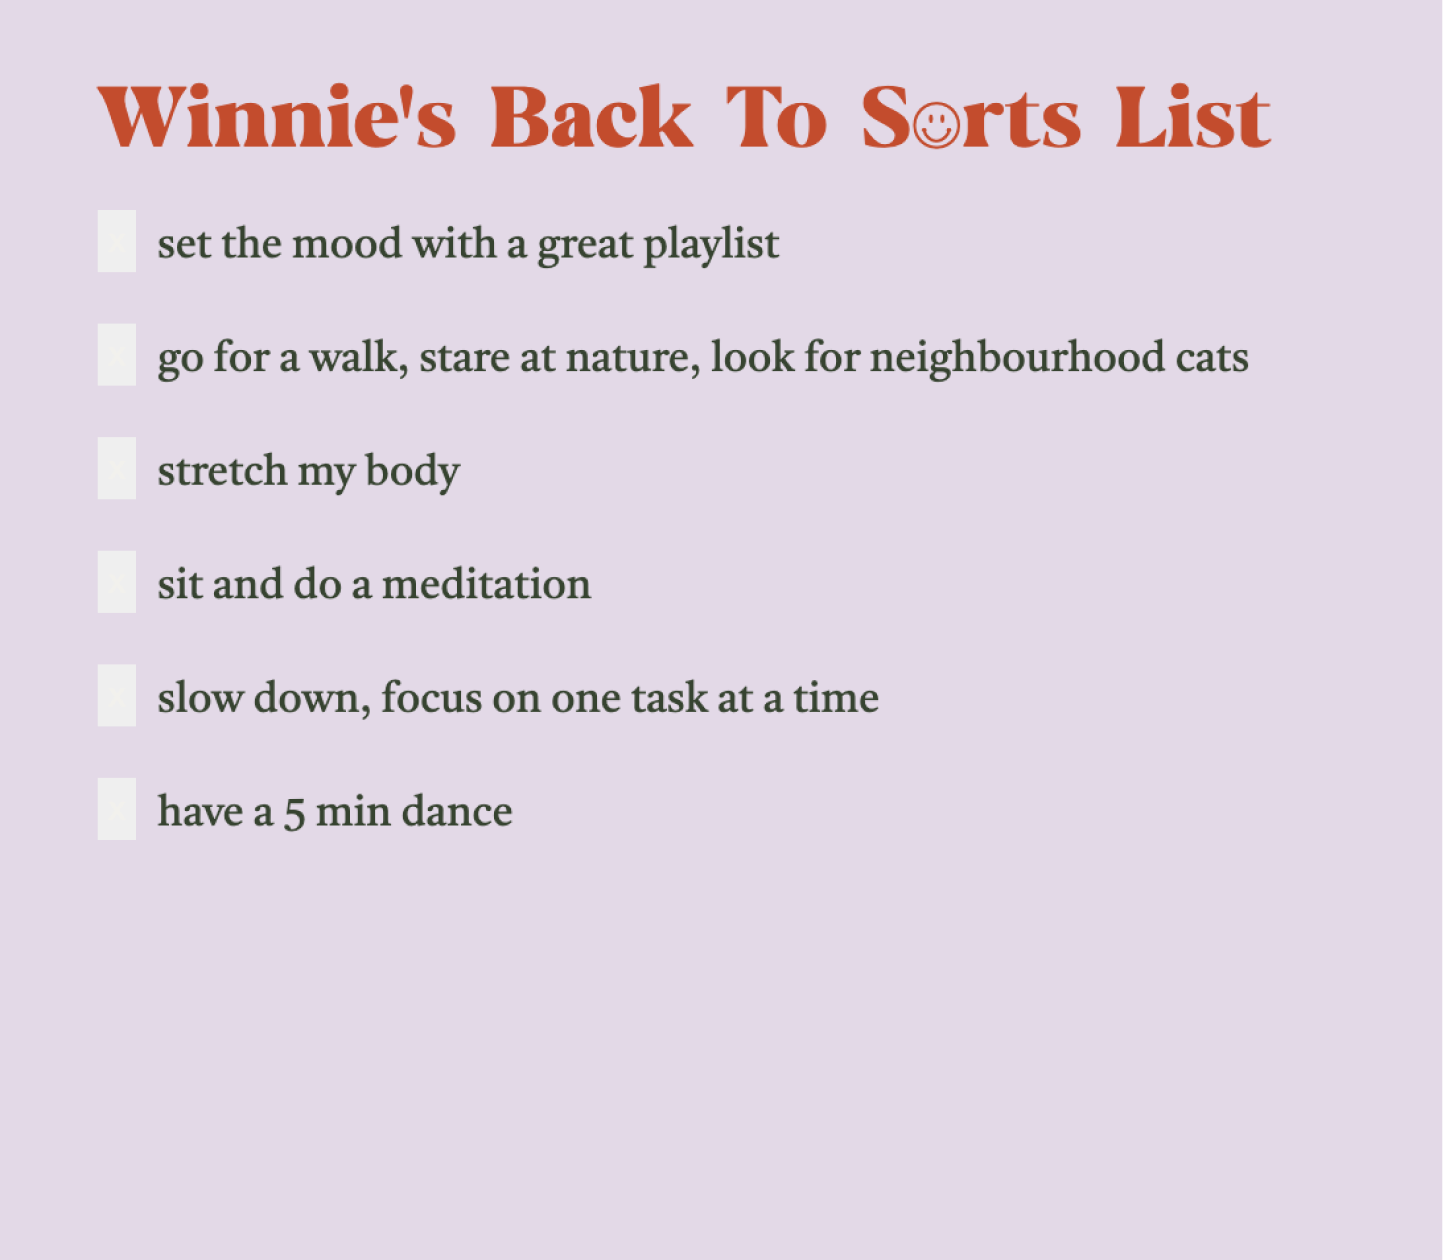 Winnie's Back To Sorts List
set the mood with a great playlist
go for a walk, stare at nature, look for neighbourhood cats
stretch my body
sit and do a meditation
slow down, focus on one task at a time
have a 5 min dance